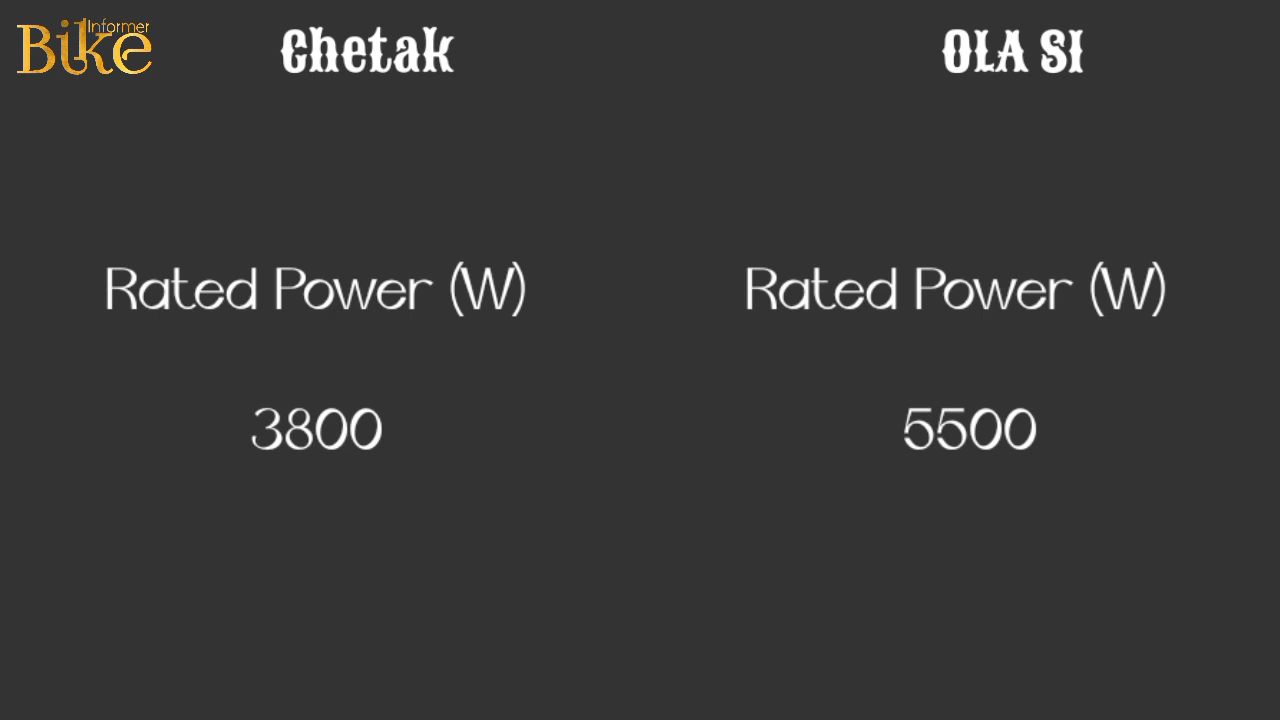 Bike Informer
Chetak
OLA S1
Rated Power (W)
Rated Power (W)
3800
5500